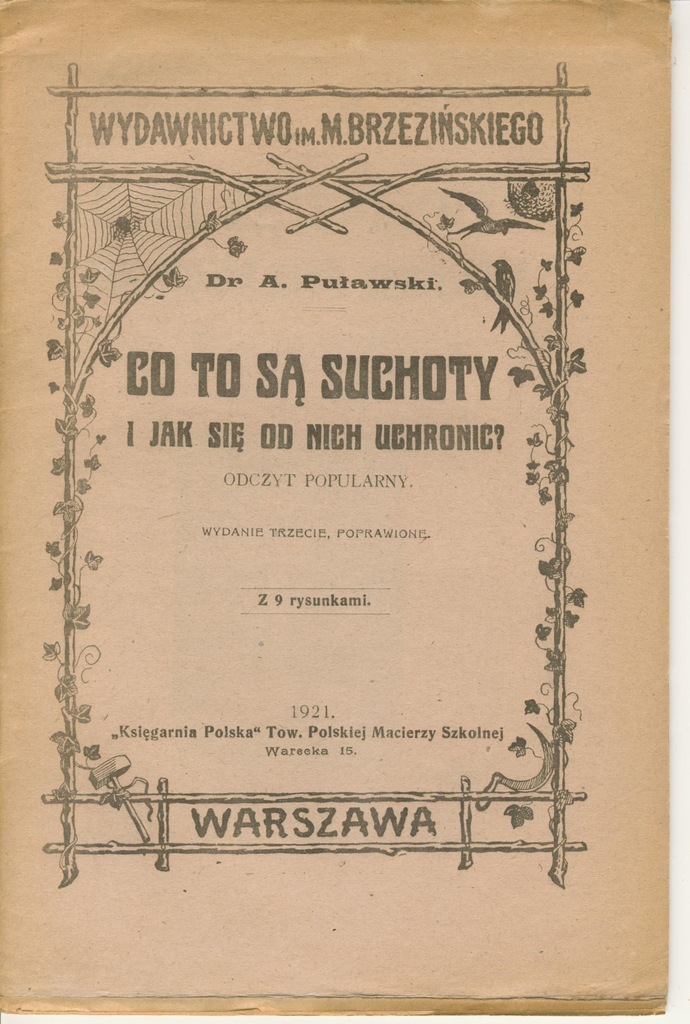 WYDAWNICTWO IM. M. BRZEZIŃSKIEGO
Dr A. Puławski.
CO TO SĄ SUCHOTY
I JAK SIĘ OD NICH UCHRONIĆ?
ODCZYT POPULARNY.
WYDANIE TRZECIE, POPRAWIONE.
Z 9 rysunkami.
1921.
„Księgarnia Polska“ Tow. Polskiej Macierzy Szkolnej
Warecka 15.
WARSZAWA